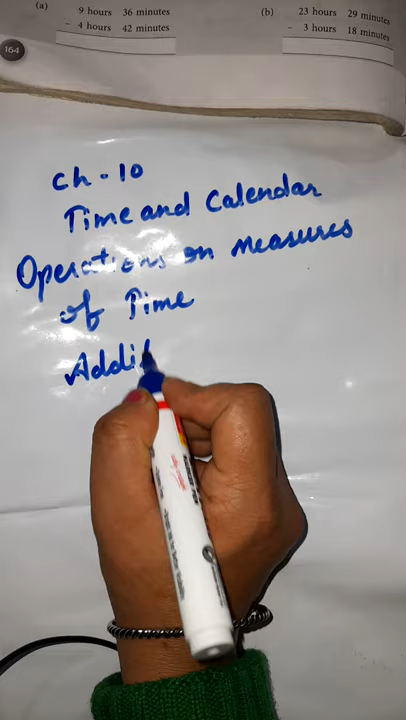 (a) 9 hours 36 minutes
− 4 hours 42 minutes
(b) 23 hours 29 minutes
− 3 hours 18 minutes
164
Ch - 10
Time and Calendar
Operations on Measures
of Time
Addit